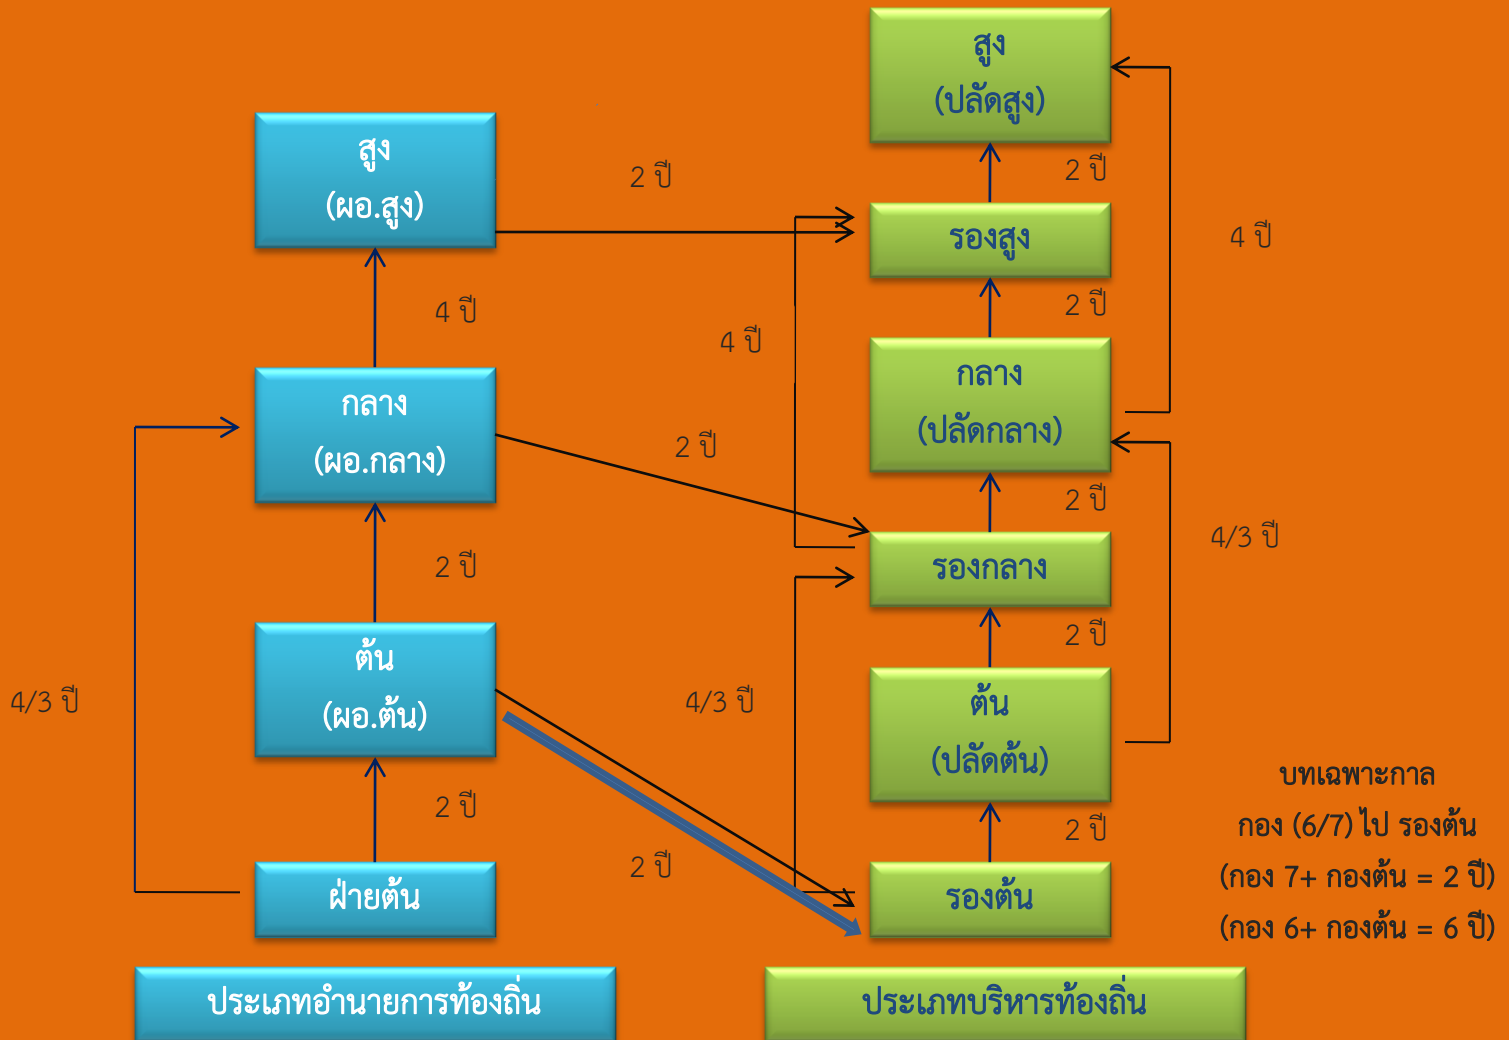 สูง
(ปลัดสูง)
สูง
(ผอ.สูง)
2 ปี
2 ปี
รองสูง
4 ปี
4 ปี
2 ปี
4 ปี
กลาง
(ปลัดกลาง)
กลาง
(ผอ.กลาง)
2 ปี
2 ปี
4/3 ปี
รองกลาง
2 ปี
2 ปี
ต้น
(ผอ.ต้น)
4/3 ปี
4/3 ปี
ต้น
(ปลัดต้น)
2 ปี
2 ปี
2 ปี
ฝ่ายต้น
รองต้น
บทเฉพาะกาล
กอง (6/7) ไป รองต้น
(กอง 7+ กองต้น = 2 ปี)
(กอง 6+ กองต้น = 6 ปี)
ประเภทอำนายการท้องถิ่น
ประเภทบริหารท้องถิ่น